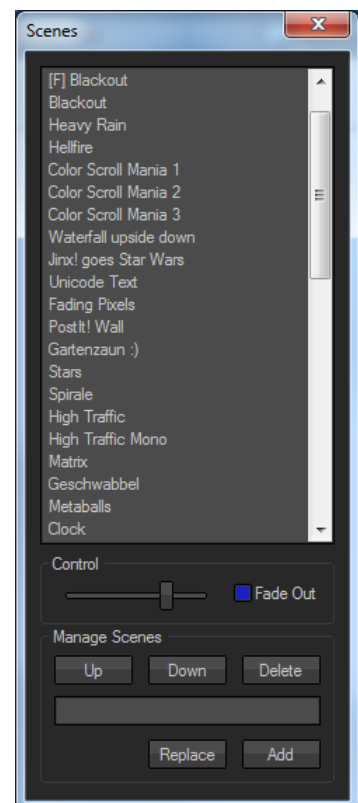 Scenes
[F] Blackout
Blackout
Heavy Rain
Hellfire
Color Scroll Mania 1
Color Scroll Mania 2
Color Scroll Mania 3
Waterfall upside down
Jinx! goes Star Wars
Unicode Text
Fading Pixels
PostIt! Wall
Gartenzaun :)
Stars
Spirale
High Traffic
High Traffic Mono
Matrix
Geschwabbel
Metaballs
Clock
Control
Fade Out
Manage Scenes
Up Down Delete
Replace Add